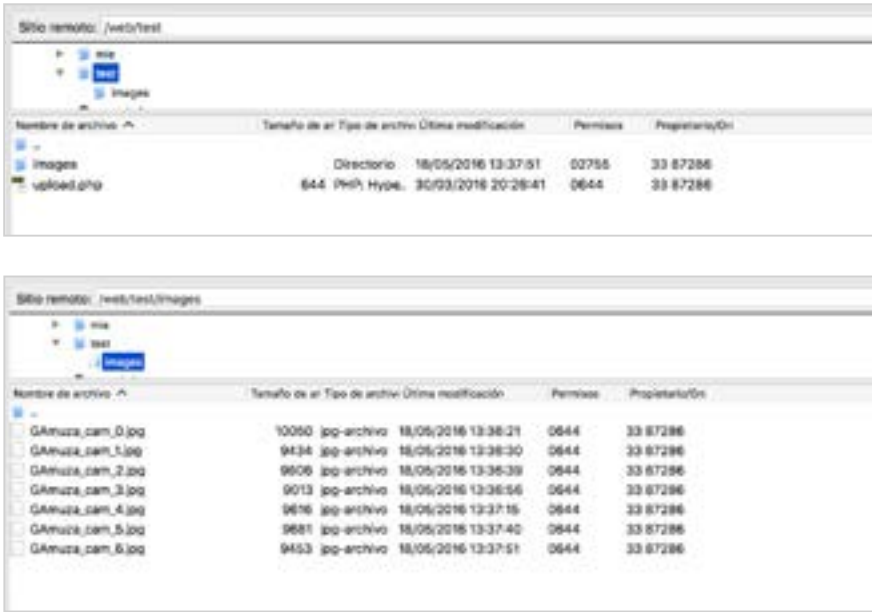 Sitio remoto: /web/test
mia
test
images
Nombre de archivo Tamaño de ar Tipo de archivo Última modificación Permisos Propietario/Gri
..
images Directorio 18/05/2016 13:37:51 02755 33 87286
upload.php 644 PHP: Hype.. 30/03/2016 20:26:41 0644 33 87286
Sitio remoto: /web/test/images
mia
test
images
Nombre de archivo Tamaño de ar Tipo de archivo Última modificación Permisos Propietario/Gri
..
GAmuza_cam_0.jpg 10050 jpg-archivo 18/05/2016 13:36:21 0644 33 87286
GAmuza_cam_1.jpg 9434 jpg-archivo 18/05/2016 13:36:30 0644 33 87286
GAmuza_cam_2.jpg 9606 jpg-archivo 18/05/2016 13:36:39 0644 33 87286
GAmuza_cam_3.jpg 9013 jpg-archivo 18/05/2016 13:36:56 0644 33 87286
GAmuza_cam_4.jpg 9616 jpg-archivo 18/05/2016 13:37:15 0644 33 87286
GAmuza_cam_5.jpg 9681 jpg-archivo 18/05/2016 13:37:40 0644 33 87286
GAmuza_cam_6.jpg 9453 jpg-archivo 18/05/2016 13:37:51 0644 33 87286